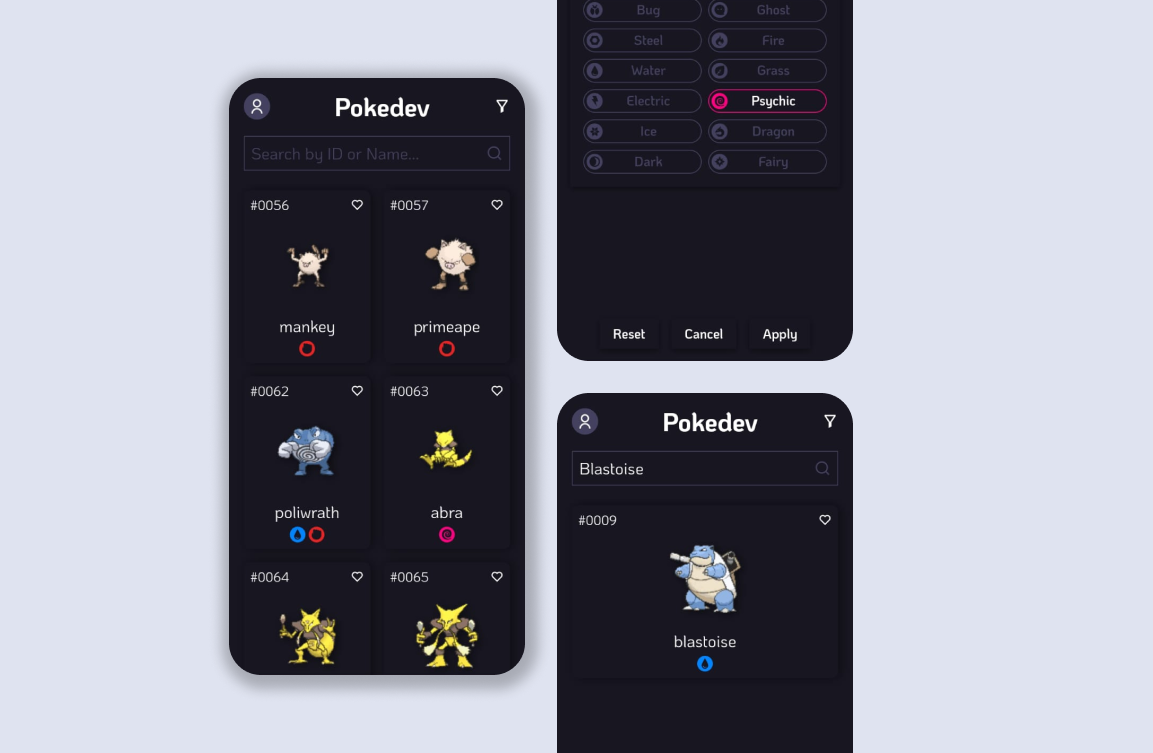 Pokedev
Search by ID or Name...
#0056
#0057
mankey
primeape
#0062
#0063
poliwrath
abra
#0064
#0065
Bug
Ghost
Steel
Fire
Water
Grass
Electric
Psychic
Ice
Dragon
Dark
Fairy
Reset
Cancel
Apply
Pokedev
Blastoise
#0009
blastoise